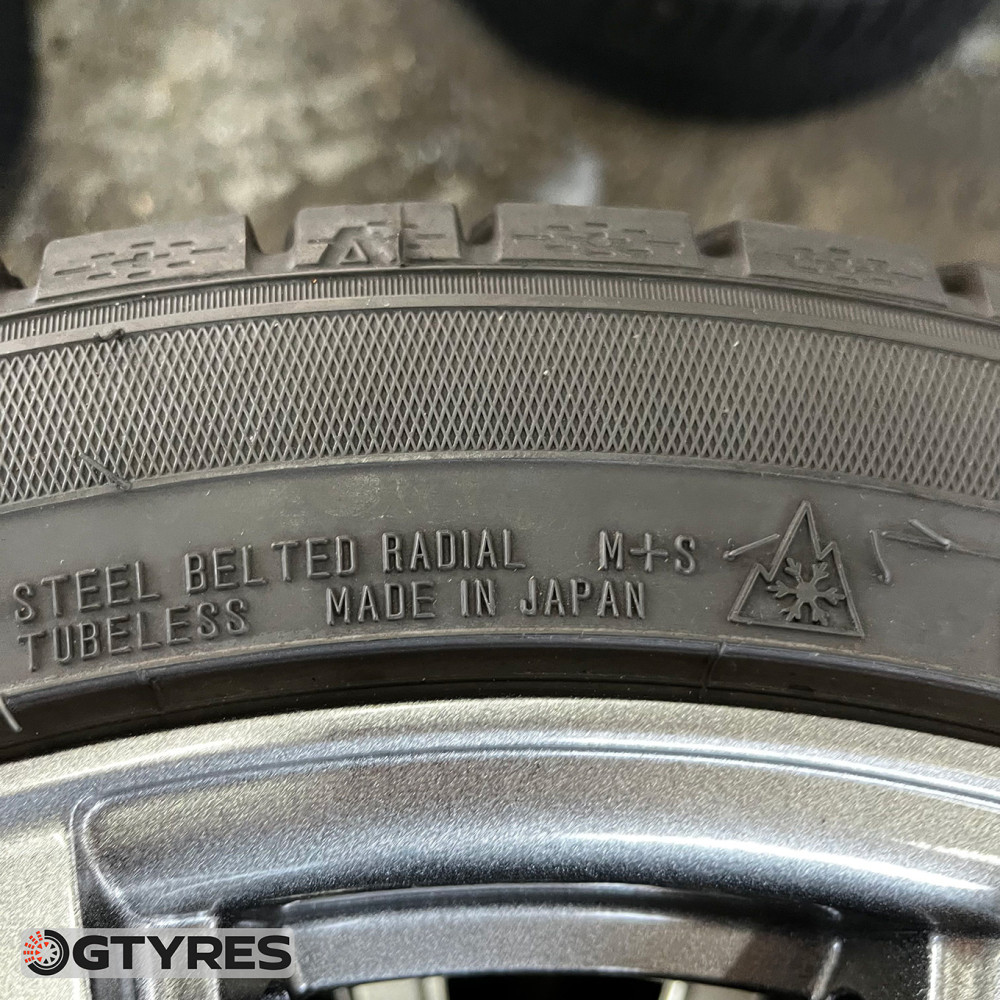 STEEL BELTED RADIAL M+S
TUBELESS MADE IN JAPAN
GTYRES